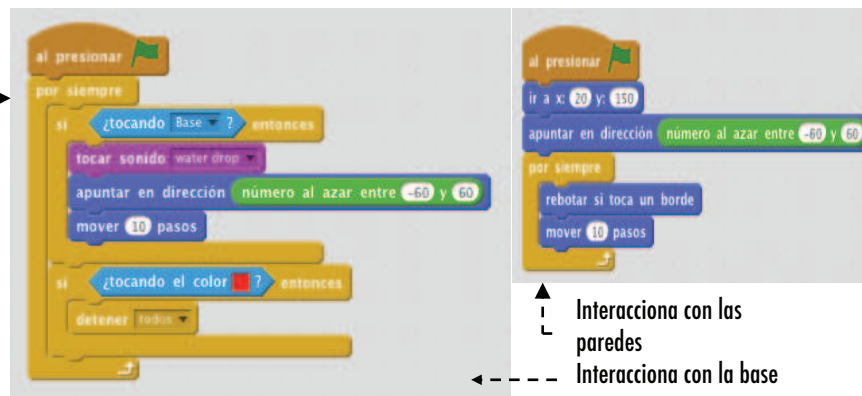 al presionar
por siempre
si ¿tocando Base ? entonces
tocar sonido water drop
apuntar en dirección número al azar entre -60 y 60
mover 10 pasos
si ¿tocando el color ? entonces
detener todos
al presionar
ir a x: 20 y: 150
apuntar en dirección número al azar entre -60 y 60
por siempre
rebotar si toca un borde
mover 10 pasos
Interacciona con las
paredes
Interacciona con la base